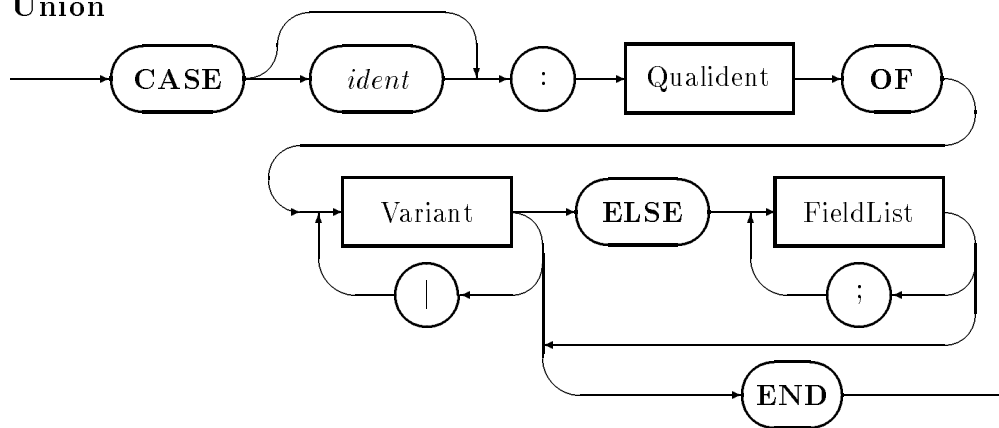 Union
CASE ident : Qualident OF
Variant ELSE FieldList
| ;
END